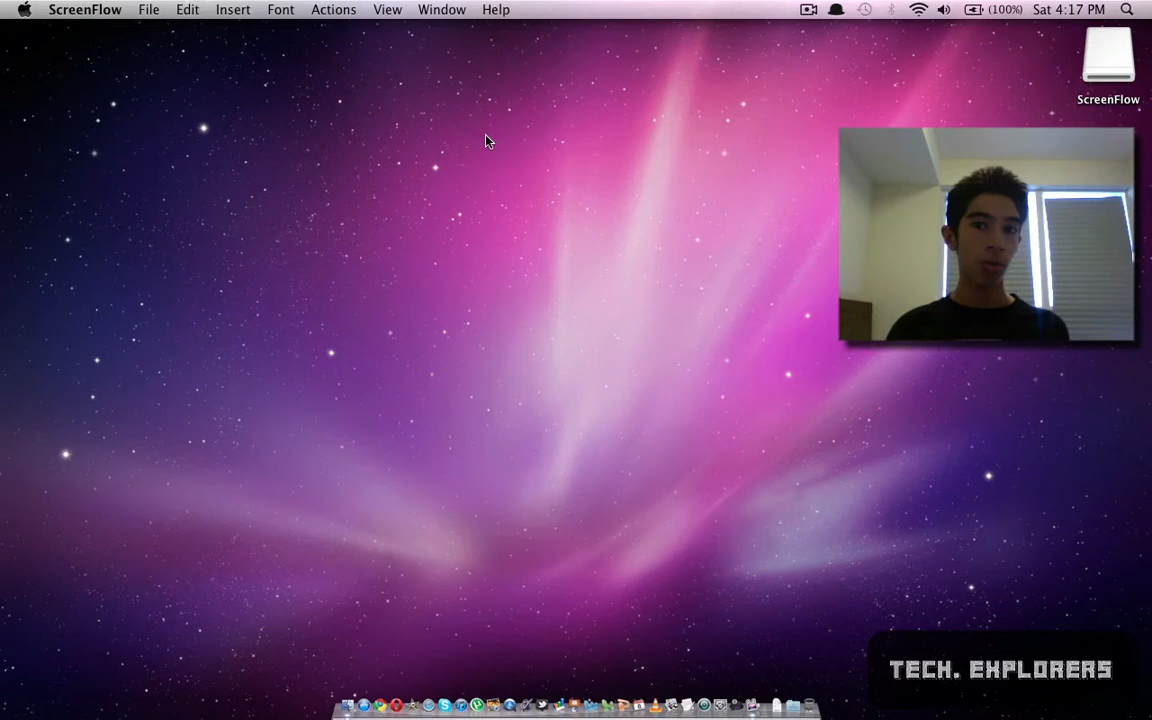 ScreenFlow File Edit Insert Font Actions View Window Help (100%) Sat 4:17 PM
ScreenFlow
TECH. EXPLORERS